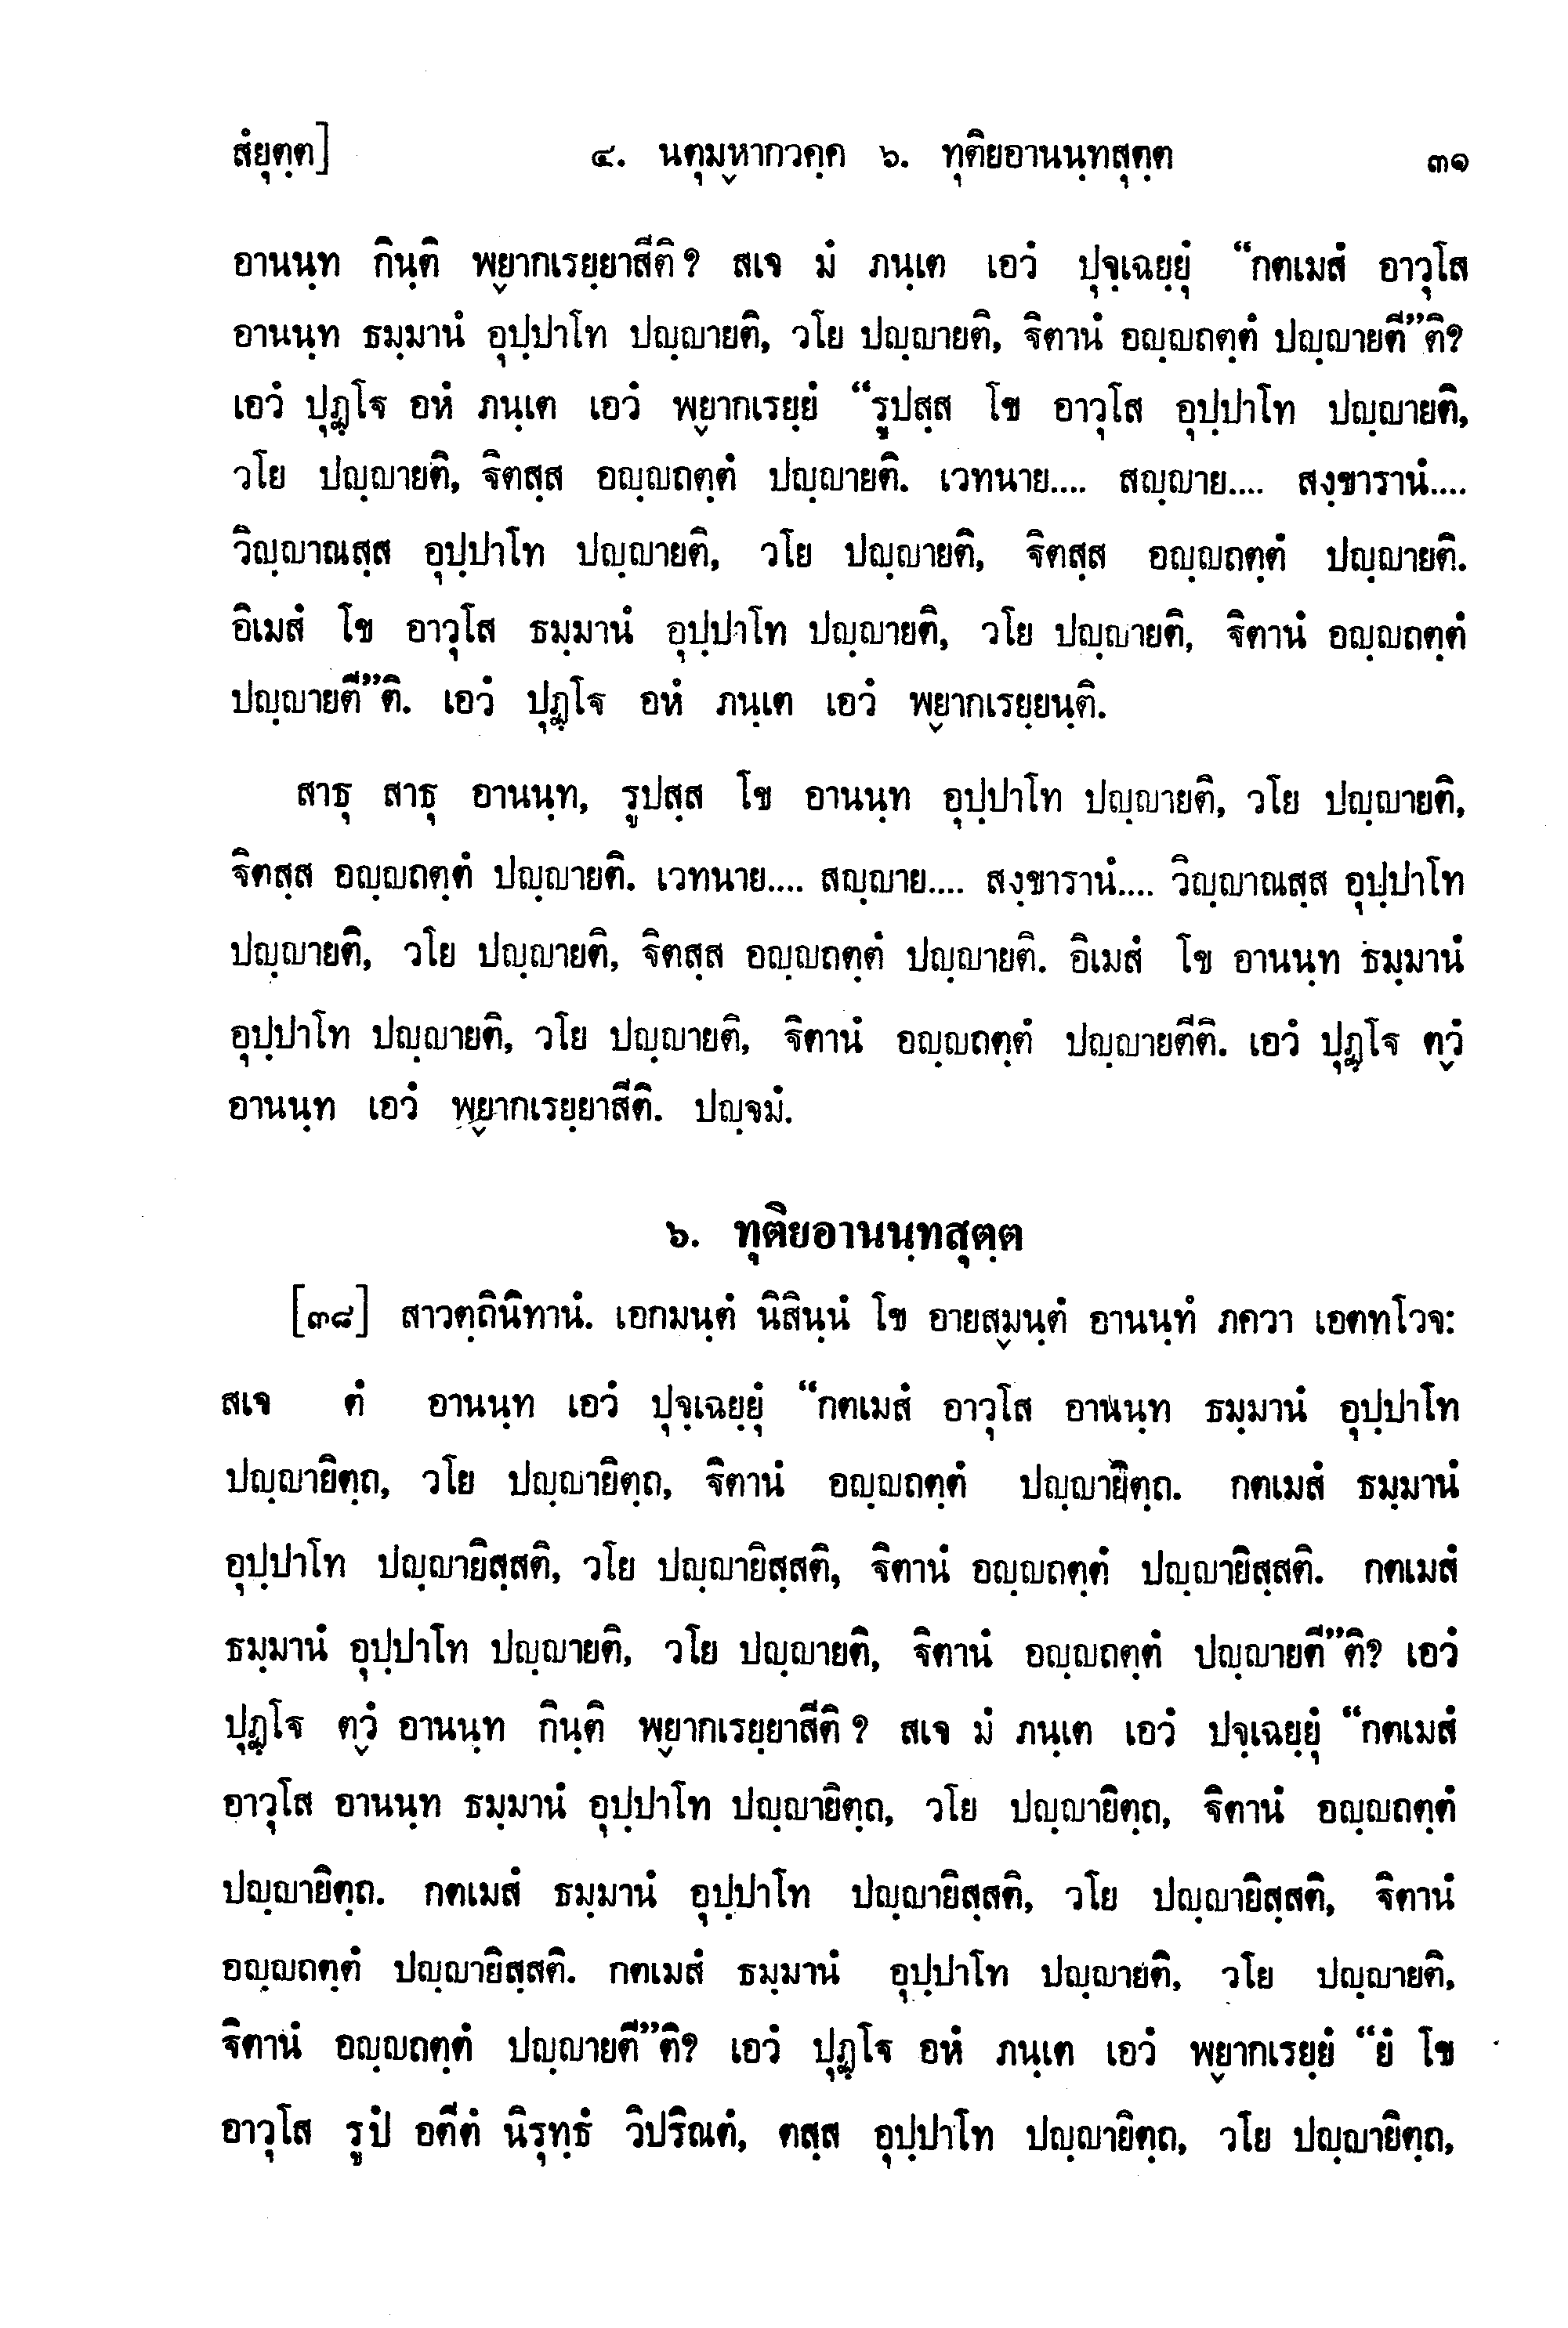 สํยุตฺต]	๔. นตุม๎หากวคฺค ๖. ทุติยอานนฺทสุตฺต	๓๑
อานนฺท กินฺติ พ๎ยากเรยฺยาสีติ? สเจ มํ ภนฺเต เอวํ ปุจฺเฉยฺยุํ “กตเมสํ อาวุโส
อานนฺท ธมฺมานํ อุปฺปาโท ปญฺญายติ, วโย ปญฺญายติ, ฐิตานํ อญฺญถตฺตํ ปญฺญายตี”ติ?
เอวํ ปุฏฺโฐ อหํ ภนฺเต เอวํ พ๎ยากเรยฺยํ “รูปสฺส โข อาวุโส อุปฺปาโท ปญฺญายติ,
วโย ปญฺญายติ, ฐิตสฺส อญฺญถตฺตํ ปญฺญายติ. เวทนาย.... สญฺญาย.... สงฺขารานํ....
วิญฺญาณสฺส อุปฺปาโท ปญฺญายติ, วโย ปญฺญายติ, ฐิตสฺส อญฺญถตฺตํ ปญฺญายติ.
อิเมสํ โข อาวุโส ธมฺมานํ อุปฺปาโท ปญฺญายติ, วโย ปญฺญายติ, ฐิตานํ อญฺญถตฺตํ
ปญฺญายตี”ติ. เอวํ ปุฏฺโฐ อหํ ภนฺเต เอวํ พ๎ยากเรยฺยนฺติ.
สาธุ สาธุ อานนฺท, รูปสฺส โข อานนฺท อุปฺปาโท ปญฺญายติ, วโย ปญฺญายติ,
ฐิตสฺส อญฺญถตฺตํ ปญฺญายติ. เวทนาย.... สญฺญาย.... สงฺขารานํ.... วิญฺญาณสฺส อุปฺปาโท
ปญฺญายติ, วโย ปญฺญายติ, ฐิตสฺส อญฺญถตฺตํ ปญฺญายติ. อิเมสํ โข อานนฺท ธมฺมานํ
อุปฺปาโท ปญฺญายติ, วโย ปญฺญายติ, ฐิตานํ อญฺญถตฺตํ ปญฺญายตีติ. เอวํ ปุฏฺโฐ ต๎วํ
อานนฺท เอวํ พ๎ยากเรยฺยาสีติ. ปญฺจมํ.
๖. ทุติยอานนฺทสุตฺต
[๓๘] สาวตฺถินิทานํ. เอกมนฺตํ นิสินฺนํ โข อายส๎มนฺตํ อานนฺทํ ภควา เอตทโวจ:
สเจ ตํ อานนฺท เอวํ ปุจฺเฉยฺยุํ “กตเมสํ อาวุโส อานนฺท ธมฺมานํ อุปฺปาโท
ปญฺญายิตฺถ, วโย ปญฺญายิตฺถ, ฐิตานํ อญฺญถตฺตํ ปญฺญายิตฺถ. กตเมสํ ธมฺมานํ
อุปฺปาโท ปญฺญายิสฺสติ, วโย ปญฺญายิสฺสติ, ฐิตานํ อญฺญถตฺตํ ปญฺญายิสฺสติ. กตเมสํ
ธมฺมานํ อุปฺปาโท ปญฺญายติ, วโย ปญฺญายติ, ฐิตานํ อญฺญถตฺตํ ปญฺญายตี”ติ? เอวํ
ปุฏฺโฐ ต๎วํ อานนฺท กินฺติ พ๎ยากเรยฺยาสีติ? สเจ มํ ภนฺเต เอวํ ปจฺเฉยฺยุํ “กตเมสํ
อาวุโส อานนฺท ธมฺมานํ อุปฺปาโท ปญฺญายิตฺถ, วโย ปญฺญายิตฺถ, ฐิตานํ อญฺญถตฺตํ
ปญฺญายิตฺถ. กตเมสํ ธมฺมานํ อุปฺปาโท ปญฺญายิสฺสติ, วโย ปญฺญายิสฺสติ, ฐิตานํ
อญฺญถตฺตํ ปญฺญายิสฺสติ. กตเมสํ ธมฺมานํ อุปฺปาโท ปญฺญายติ, วโย ปญฺญายติ,
ฐิตานํ อญฺญถตฺตํ ปญฺญายตี”ติ? เอวํ ปุฏฺโฐ อหํ ภนฺเต เอวํ พ๎ยากเรยฺยํ “ยํ โข
อาวุโส รูปํ อตีตํ นิรุทฺธํ วิปริณตํ, ตสฺส อุปฺปาโท ปญฺญายิตฺถ, วโย ปญฺญายิตฺถ,